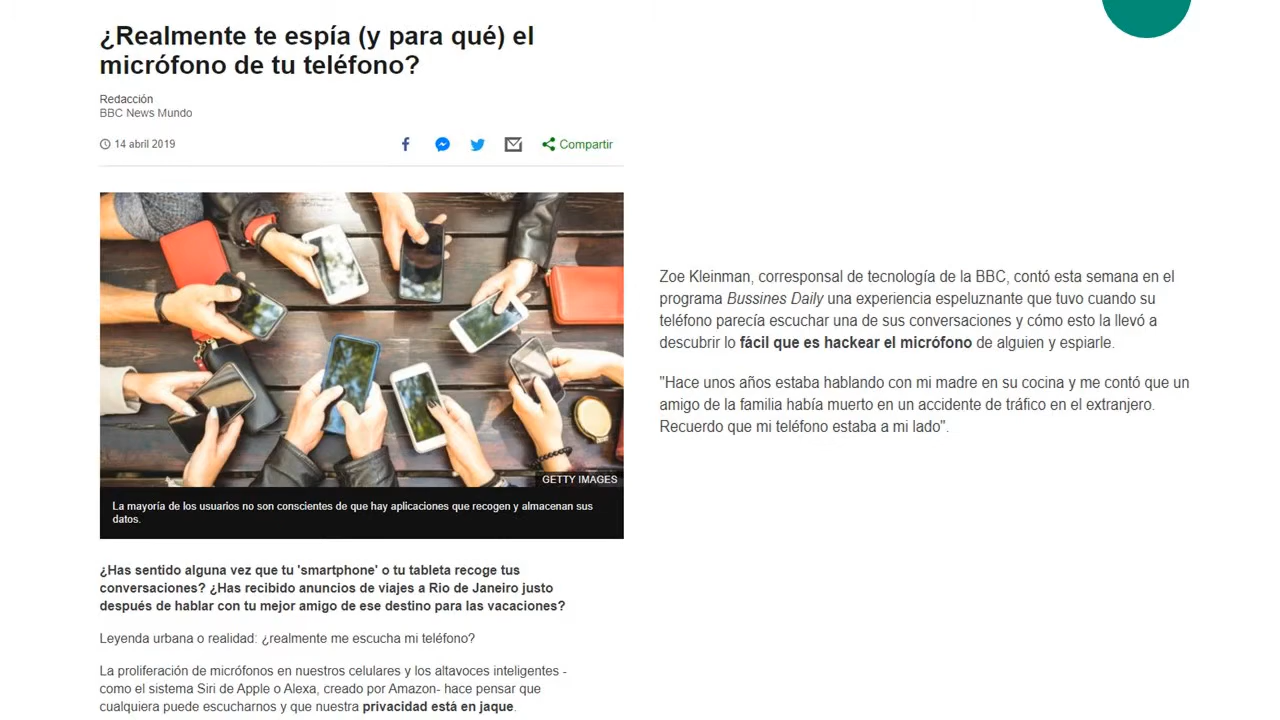 ¿Realmente te espía (y para qué) el
micrófono de tu teléfono?
Redacción
BBC News Mundo
14 abril 2019
Compartir
GETTY IMAGES
La mayoría de los usuarios no son conscientes de que hay aplicaciones que recogen y almacenan sus
datos.
¿Has sentido alguna vez que tu 'smartphone' o tu tableta recoge tus
conversaciones? ¿Has recibido anuncios de viajes a Rio de Janeiro justo
después de hablar con tu mejor amigo de ese destino para las vacaciones?
Leyenda urbana o realidad: ¿realmente me escucha mi teléfono?
La proliferación de micrófonos en nuestros celulares y los altavoces inteligentes -
como el sistema Siri de Apple o Alexa, creado por Amazon- hace pensar que
cualquiera puede escucharnos y que nuestra privacidad está en jaque.
Zoe Kleinman, corresponsal de tecnología de la BBC, contó esta semana en el
programa Bussines Daily una experiencia espeluznante que tuvo cuando su
teléfono parecía escuchar una de sus conversaciones y cómo esto la llevó a
descubrir lo fácil que es hackear el micrófono de alguien y espiarle.
"Hace unos años estaba hablando con mi madre en su cocina y me contó que un
amigo de la familia había muerto en un accidente de tráfico en el extranjero.
Recuerdo que mi teléfono estaba a mi lado".